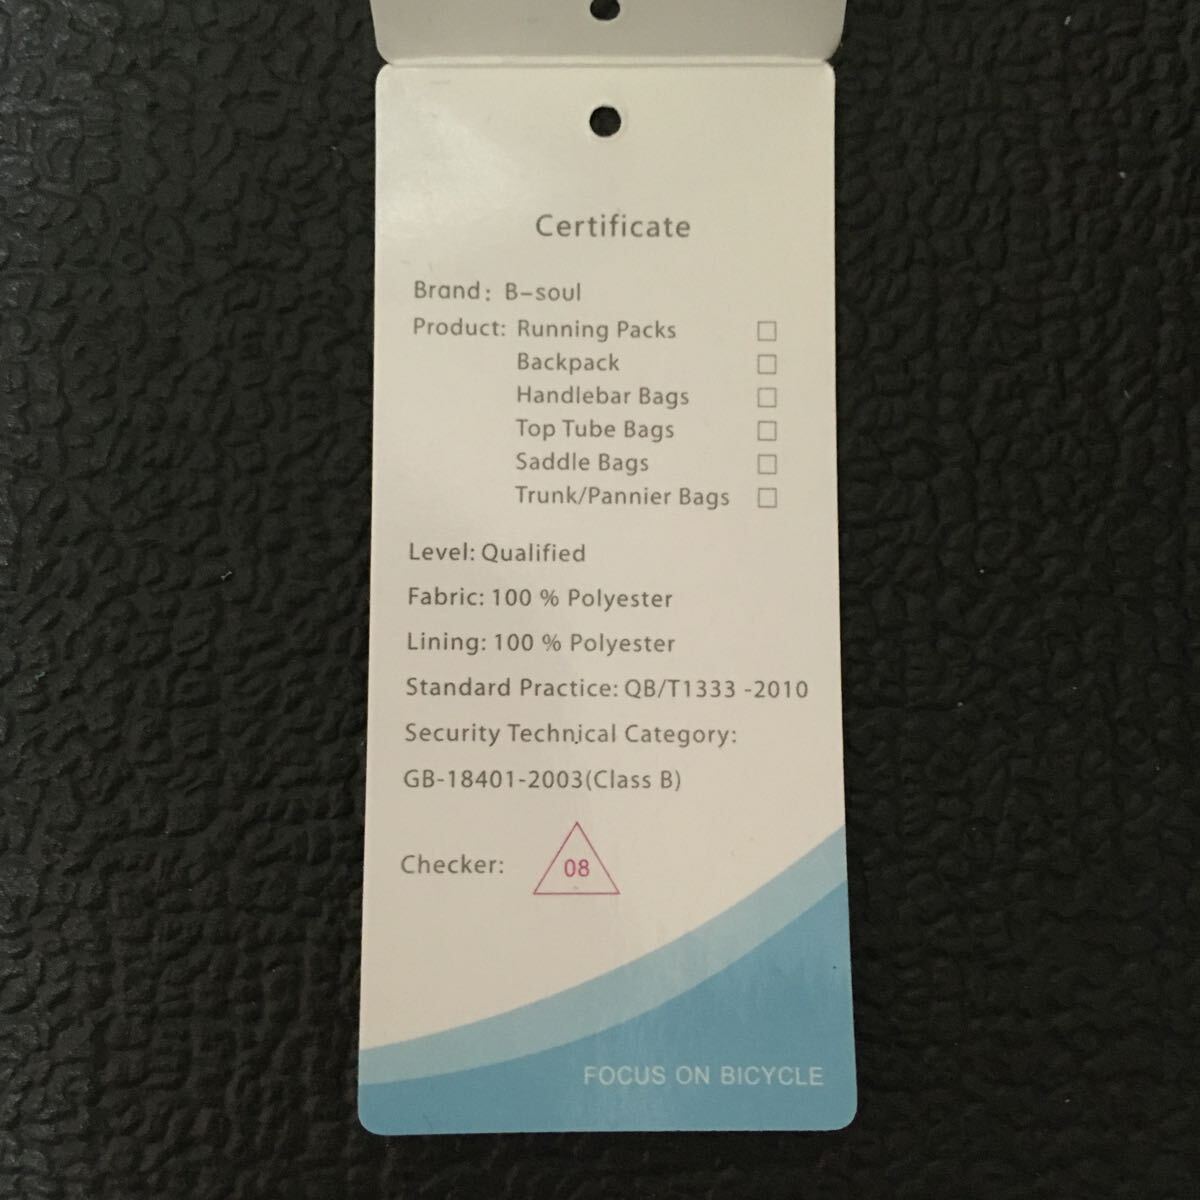 Certificate
Brand: B-soul
Product: Running Packs □
Backpack □
Handlebar Bags □
Top Tube Bags □
Saddle Bags □
Trunk/Pannier Bags □
Level: Qualified
Fabric: 100 % Polyester
Lining: 100 % Polyester
Standard Practice: QB/T1333 -2010
Security Technical Category:
GB-18401-2003(Class B)
Checker: 08
FOCUS ON BICYCLE